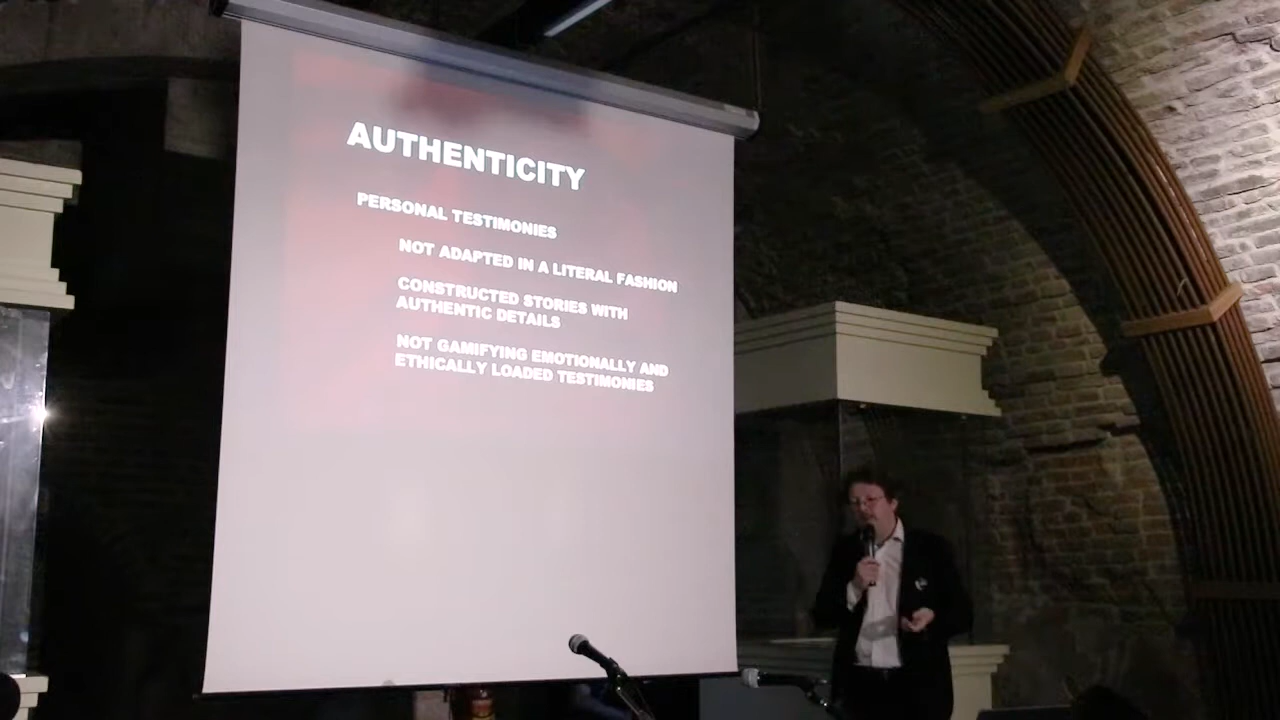 AUTHENTICITY
PERSONAL TESTIMONIES
NOT ADAPTED IN A LITERAL FASHION
CONSTRUCTED STORIES WITH
AUTHENTIC DETAILS
NOT GAMIFYING EMOTIONALLY AND
ETHICALLY LOADED TESTIMONIES